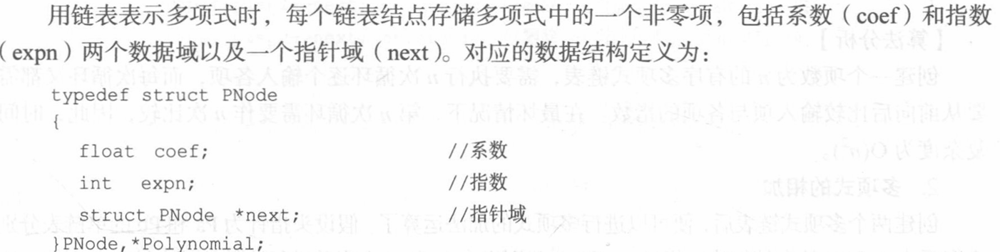 用链表表示多项式时，每个链表结点存储多项式中的一个非零项，包括系数（coef）和指数
（expn）两个数据域以及一个指针域（next）。对应的数据结构定义为：
typedef struct PNode
{
float coef; //系数
int expn; //指数
struct PNode *next; //指针域
}PNode,*Polynomial;